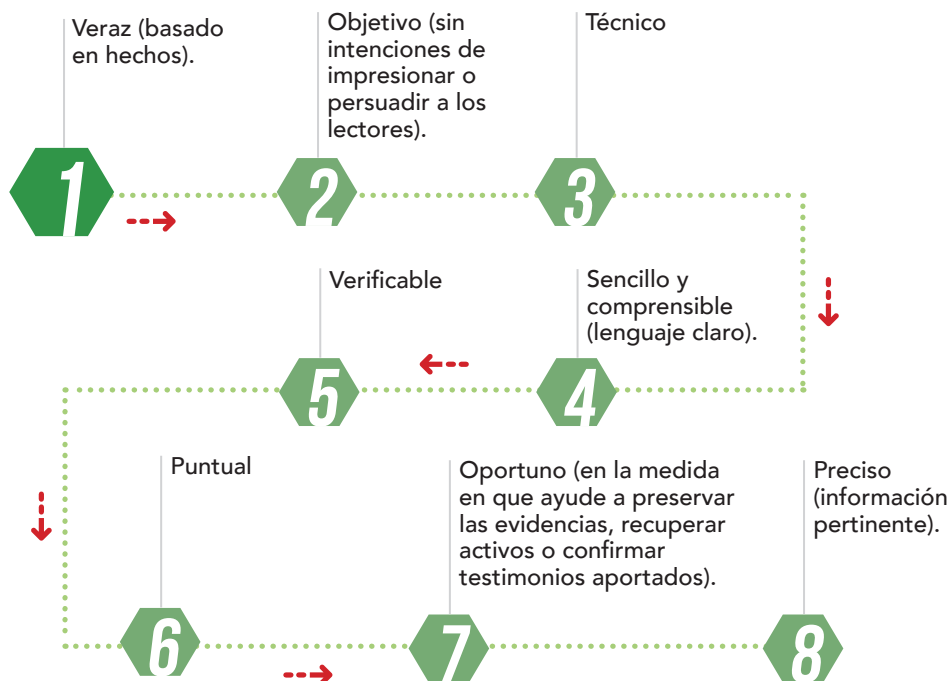 Veraz (basado
en hechos).
1
Objetivo (sin
intenciones de
impresionar o
persuadir a los
lectores).
2
Técnico
3
Sencillo y
comprensible
(lenguaje claro).
4
Verificable
5
Puntual
6
Oportuno (en la medida
en que ayude a preservar
las evidencias, recuperar
activos o confirmar
testimonios aportados).
7
Preciso
(información
pertinente).
8